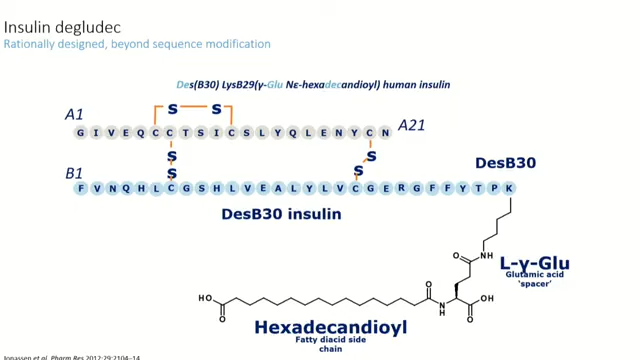 Insulin degludec
Rationally designed, beyond sequence modification
Des(B30) LysB29(γ-Glu Nε-hexadecandioyl) human insulin
S S
A1
G I V E Q C C T S I C S L Y Q L E N Y C N
A21
S S
S S
B1
DesB30
F V N Q H L C G S H L V E A L Y L V C G E R G F F Y T P K
DesB30 insulin
O NH
L-γ-Glu
Glutamic acid
'spacer'
HO O
O
N
H
OH
O
Hexadecandioyl
Fatty diacid side
chain
Jonassen et al. Pharm Res 2012;29:2104–14